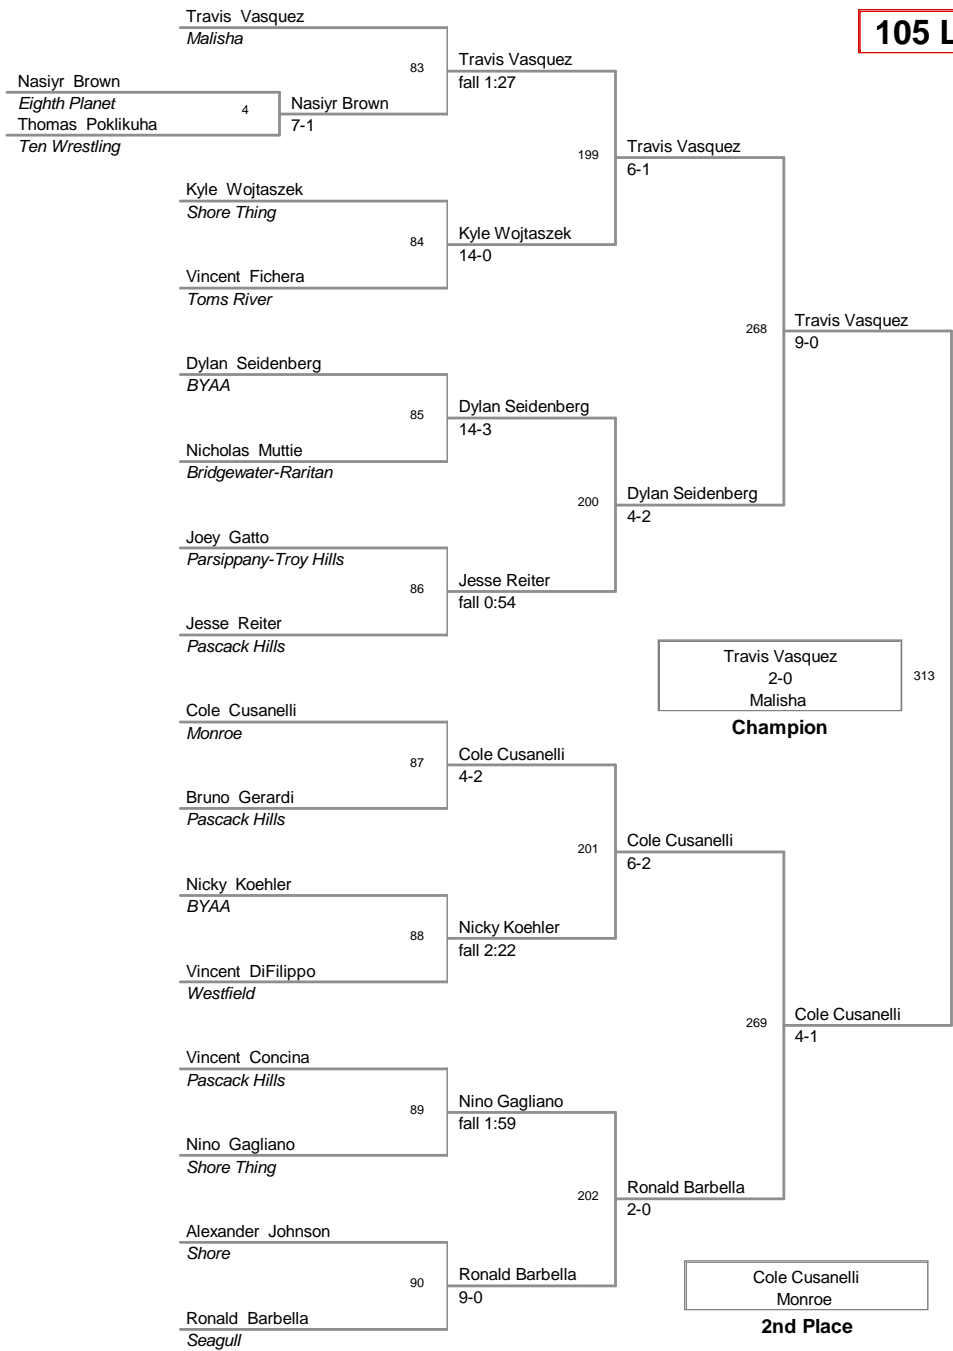 Travis Vasquez
Malisha
105 L
83
Travis Vasquez
fall 1:27
Nasiyr Brown
Eighth Planet
4
Nasiyr Brown
7-1
Thomas Poklikuha
Ten Wrestling
199
Travis Vasquez
6-1
Kyle Wojtaszek
Shore Thing
84
Kyle Wojtaszek
14-0
Vincent Fichera
Toms River
268
Travis Vasquez
9-0
Dylan Seidenberg
BYAA
85
Dylan Seidenberg
14-3
Nicholas Muttie
Bridgewater-Raritan
200
Dylan Seidenberg
4-2
Joey Gatto
Parsippany-Troy Hills
86
Jesse Reiter
fall 0:54
Jesse Reiter
Pascack Hills
Travis Vasquez
2-0
Malisha
313
Champion
Cole Cusanelli
Monroe
87
Cole Cusanelli
4-2
Bruno Gerardi
Pascack Hills
201
Cole Cusanelli
6-2
Nicky Koehler
BYAA
88
Nicky Koehler
fall 2:22
Vincent DiFilippo
Westfield
269
Cole Cusanelli
4-1
Vincent Concina
Pascack Hills
89
Nino Gagliano
fall 1:59
Nino Gagliano
Shore Thing
202
Ronald Barbella
2-0
Alexander Johnson
Shore
90
Ronald Barbella
9-0
Ronald Barbella
Seagull
Cole Cusanelli
Monroe
2nd Place